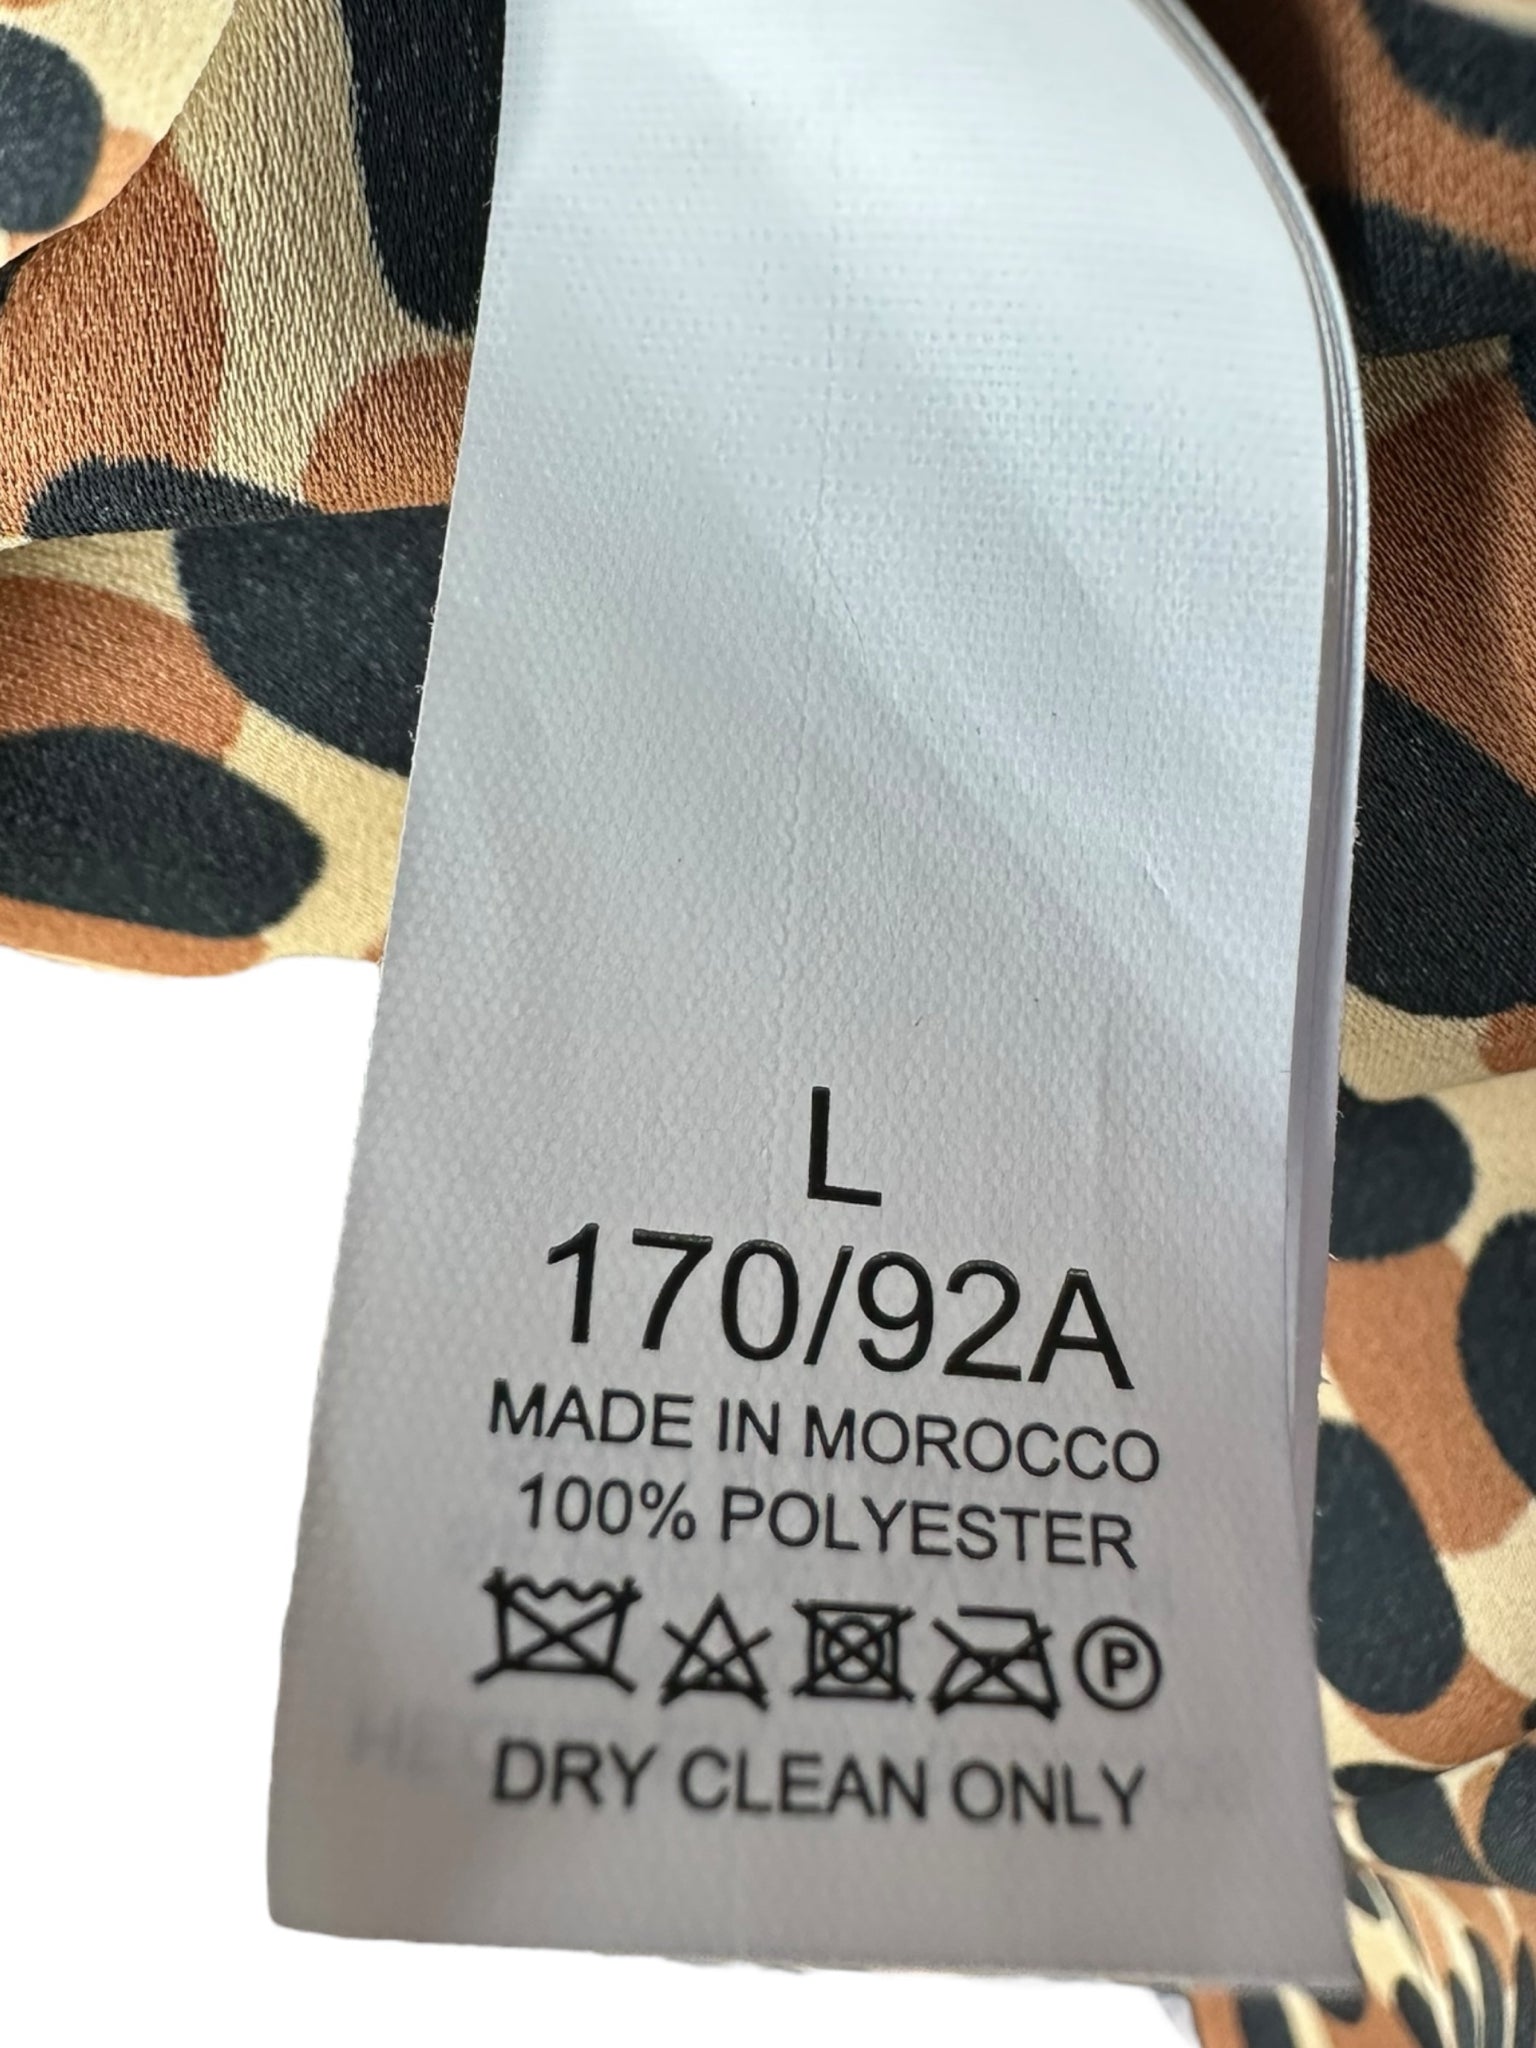 L
170/92A
MADE IN MOROCCO
100% POLYESTER
P
DRY CLEAN ONLY